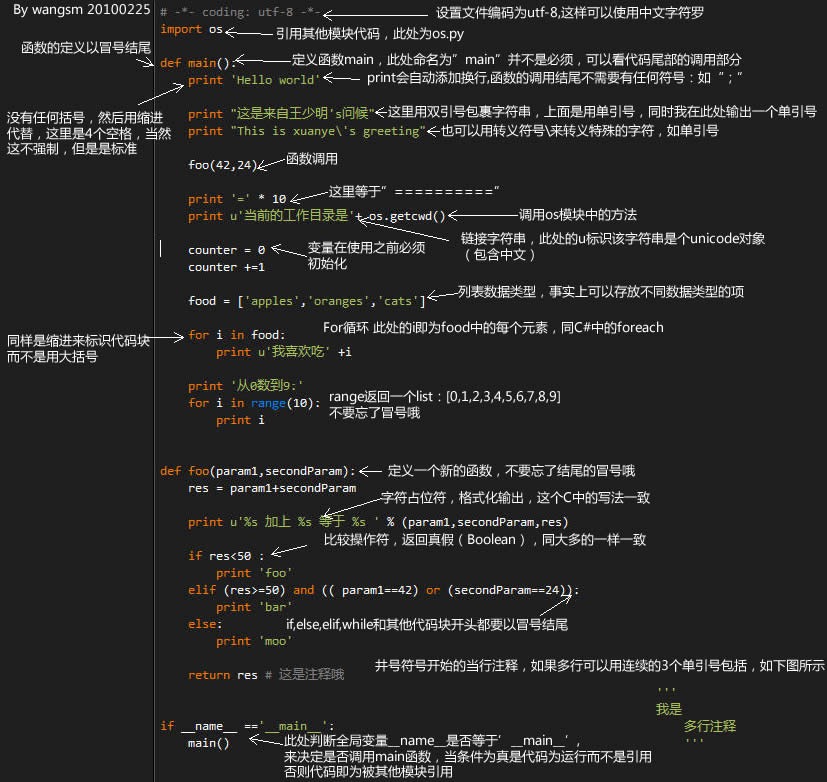 By wangsm 20100225
# -*- coding: utf-8 -*-
设置文件编码为utf-8,这样可以使用中文字符罗
import os
引用其他模块代码，此处为os.py
函数的定义以冒号结尾
def main():
定义函数main，此处命名为”main”并不是必须，可以看代码尾部的调用部分
print 'Hello world'
print会自动添加换行,函数的调用结尾不需要有任何符号：如“；”
没有任何括号，然后用缩进
代替，这里是4个空格，当然
这不强制，但是是标准
print "这是来自王少明's问候"
这里用双引号包裹字符串，上面是用单引号，同时我在此处输出一个单引号
print "This is xuanye\'s greeting"
也可以用转义符号\来转义特殊的字符，如单引号
foo(42,24)
函数调用
print '=' * 10
这里等于”==========“
print u'当前的工作目录是'+ os.getcwd()
调用os模块中的方法
链接字符串，此处的u标识该字符串是个unicode对象
（包含中文）
counter = 0
counter +=1
变量在使用之前必须
初始化
food = ['apples','oranges','cats']
列表数据类型，事实上可以存放不同数据类型的项
同样是缩进来标识代码块
而不是用大括号
for i in food:
For循环 此处的i即为food中的每个元素，同C#中的foreach
print u'我喜欢吃' +i
print '从0数到9:'
for i in range(10):
range返回一个list：[0,1,2,3,4,5,6,7,8,9]
不要忘了冒号哦
print i
def foo(param1,secondParam):
定义一个新的函数，不要忘了结尾的冒号哦
res = param1+secondParam
字符占位符，格式化输出，这个C中的写法一致
print u'%s 加上 %s 等于 %s ' % (param1,secondParam,res)
比较操作符，返回真假（Boolean），同大多的一样一致
if res<50 :
print 'foo'
elif (res>=50) and (( param1==42) or (secondParam==24)):
print 'bar'
else:
if,else,elif,while和其他代码块开头都要以冒号结尾
print 'moo'
井号符号开始的当行注释，如果多行可以用连续的3个单引号包括，如下图所示
return res # 这是注释哦
'''
我是
多行注释
'''
if __name__ =='__main__':
main()
此处判断全局变量__name__是否等于’__main__’,
来决定是否调用main函数，当条件为真是代码为运行而不是引用
否则代码即为被其他模块引用